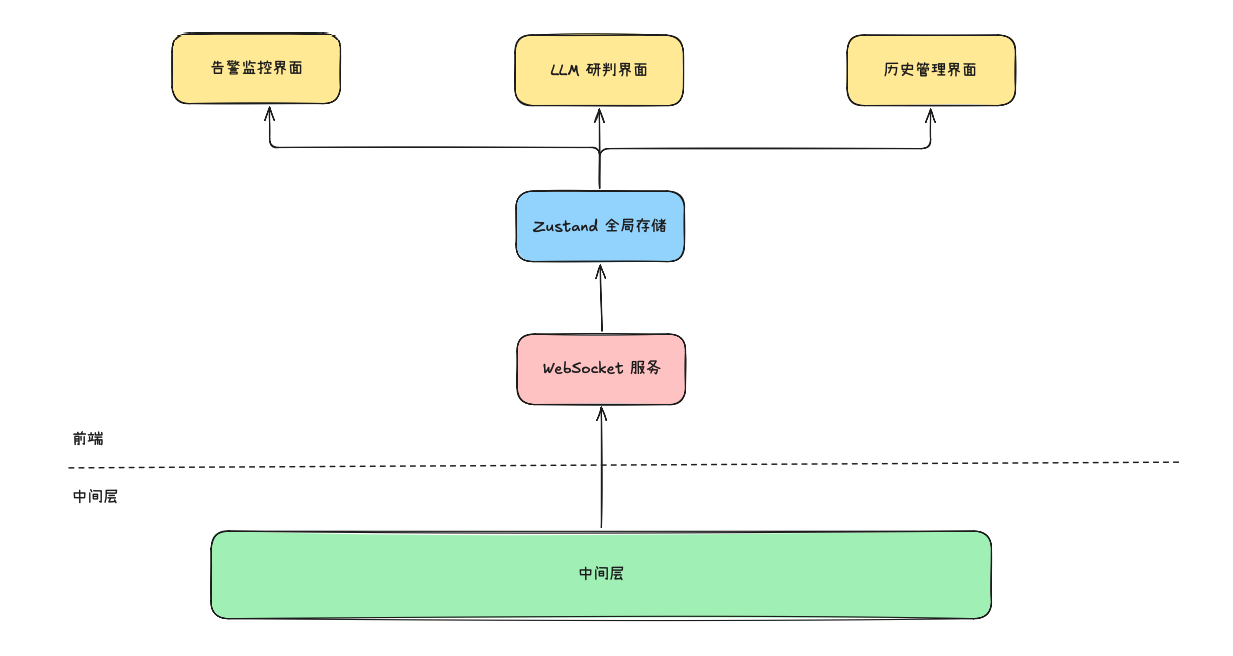 告警监控界面
LLM 研判界面
历史管理界面
Zustand 全局存储
WebSocket 服务
前端
中间层
中间层